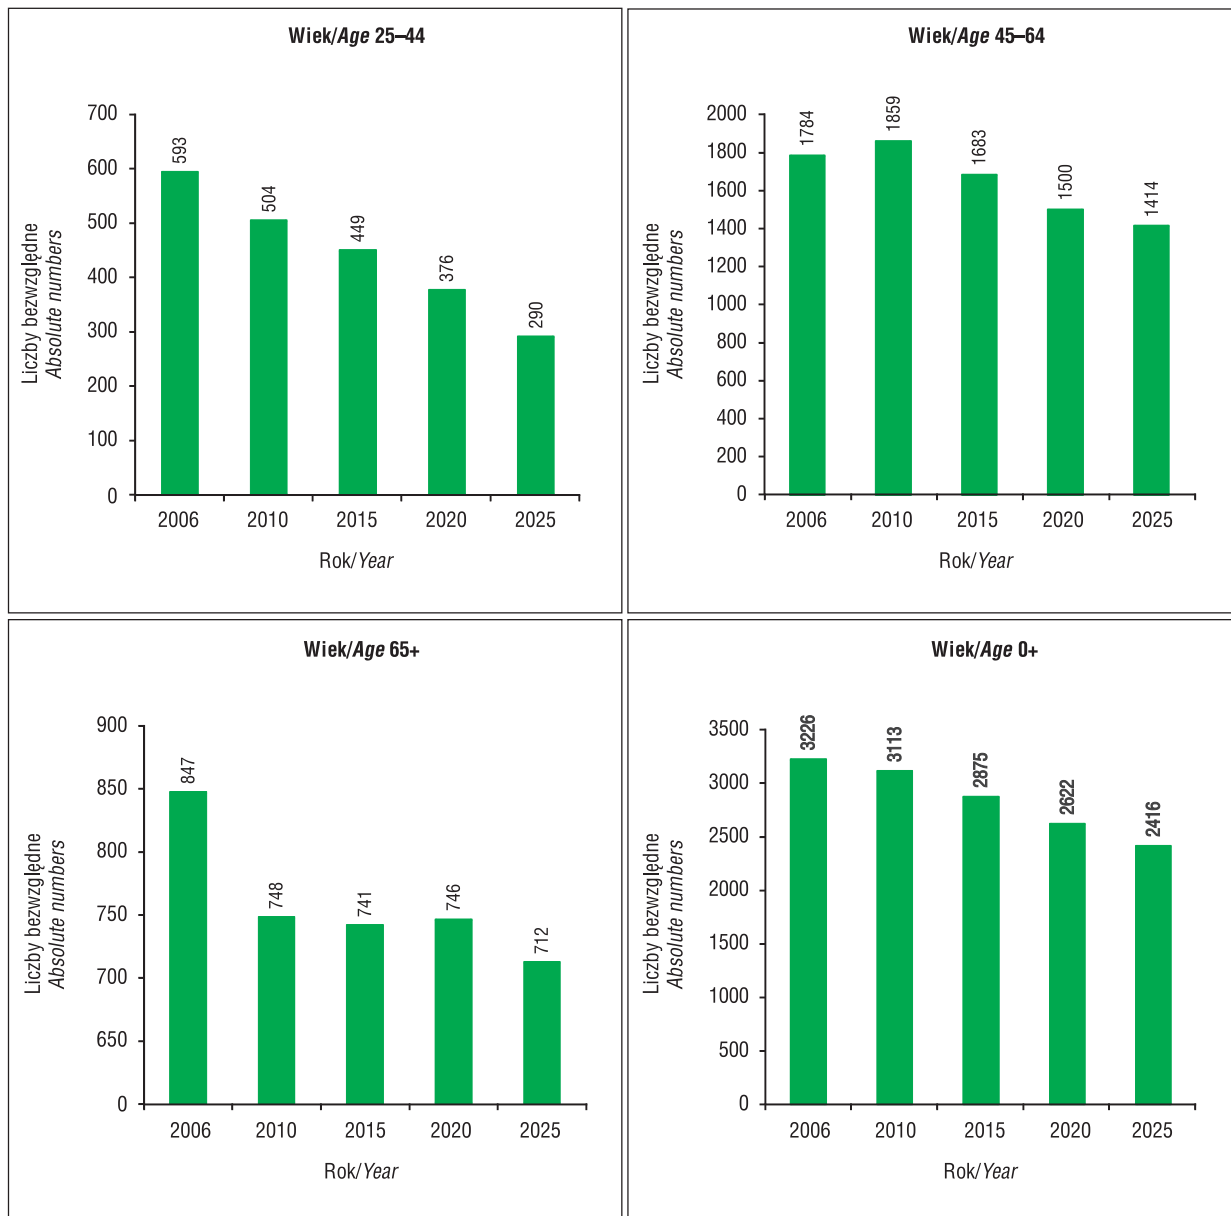 Wiek/Age 25–44
700
600
500
400
300
200
100
0
593
504
449
376
290
Liczby bezwzględne
Absolute numbers
2006 2010 2015 2020 2025
Rok/Year
Wiek/Age 45–64
2000
1800
1600
1400
1200
1000
800
600
400
200
0
1784
1859
1683
1500
1414
Liczby bezwzględne
Absolute numbers
2006 2010 2015 2020 2025
Rok/Year
Wiek/Age 65+
900
850
800
750
700
650
0
847
748
741
746
712
Liczby bezwzględne
Absolute numbers
2006 2010 2015 2020 2025
Rok/Year
Wiek/Age 0+
3500
3000
2500
2000
1500
1000
500
0
3226
3113
2875
2622
2416
Liczby bezwzględne
Absolute numbers
2006 2010 2015 2020 2025
Rok/Year